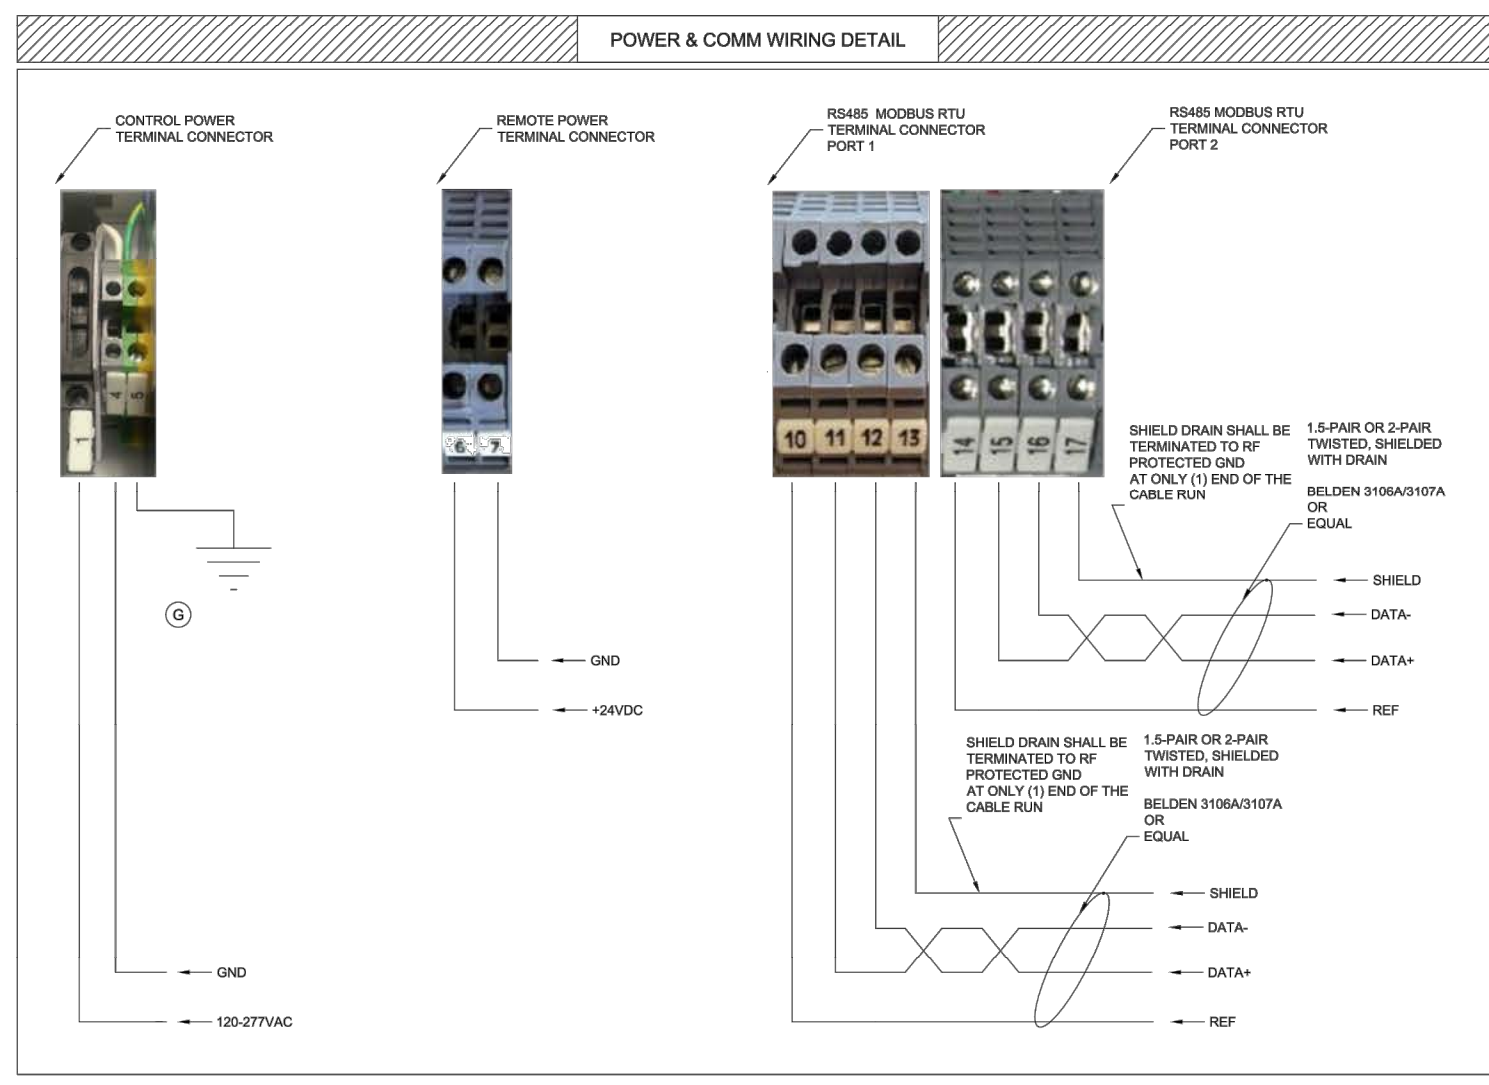 POWER & COMM WIRING DETAIL
CONTROL POWER
TERMINAL CONNECTOR
REMOTE POWER
TERMINAL CONNECTOR
RS485 MODBUS RTU
TERMINAL CONNECTOR
PORT 1
RS485 MODBUS RTU
TERMINAL CONNECTOR
PORT 2
1
4
5
6
7
10
11
12
13
14
15
16
17
SHIELD DRAIN SHALL BE
TERMINATED TO RF
PROTECTED GND
AT ONLY (1) END OF THE
CABLE RUN
1.5-PAIR OR 2-PAIR
TWISTED, SHIELDED
WITH DRAIN
BELDEN 3106A/3107A
OR
EQUAL
SHIELD
DATA-
DATA+
REF
G
GND
+24VDC
SHIELD DRAIN SHALL BE
TERMINATED TO RF
PROTECTED GND
AT ONLY (1) END OF THE
CABLE RUN
1.5-PAIR OR 2-PAIR
TWISTED, SHIELDED
WITH DRAIN
BELDEN 3106A/3107A
OR
EQUAL
SHIELD
DATA-
DATA+
REF
GND
120-277VAC